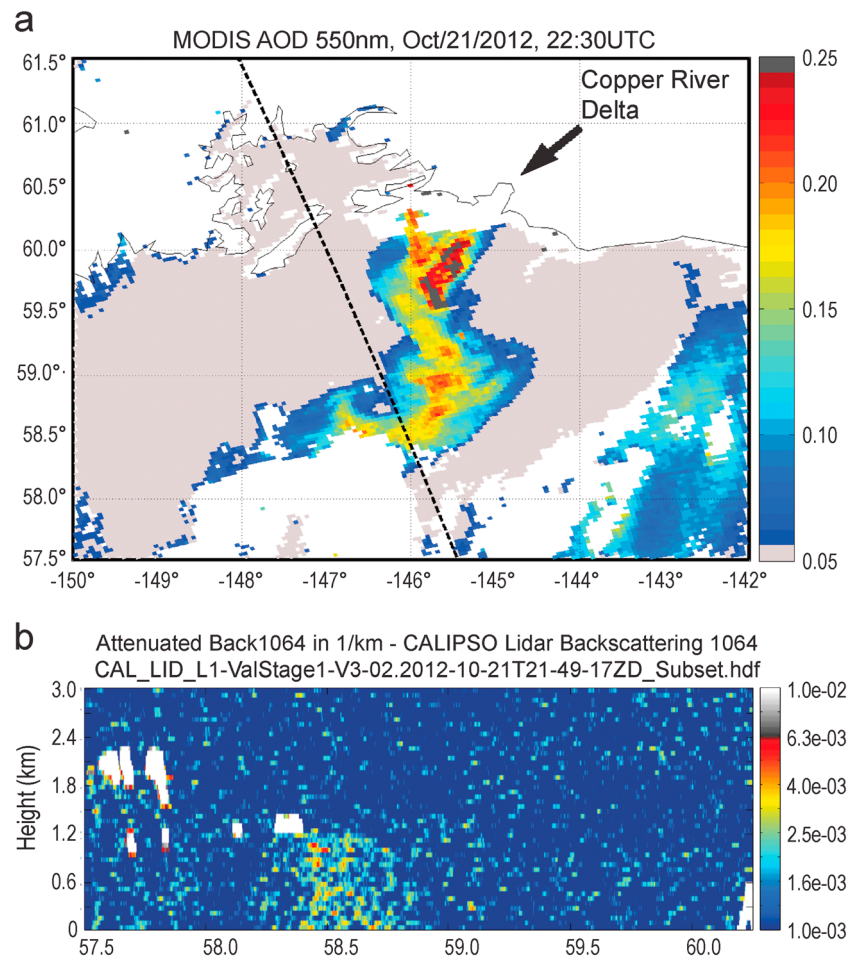 a
MODIS AOD 550nm, Oct/21/2012, 22:30UTC
61.5°
61.0°
60.5°
60.0°
59.5°
59.0°
58.5°
58.0°
57.5°
-150° -149° -148° -147° -146° -145° -144° -143° -142°
Copper River
Delta
0.25
0.20
0.15
0.10
0.05
b
Attenuated Back1064 in 1/km - CALIPSO Lidar Backscattering 1064
CAL_LID_L1-ValStage1-V3-02.2012-10-21T21-49-17ZD_Subset.hdf
Height (km)
3.0
2.4
1.8
1.2
0.6
0
57.5 58.0 58.5 59.0 59.5 60.0
1.0e-02
6.3e-03
4.0e-03
2.5e-03
1.6e-03
1.0e-03